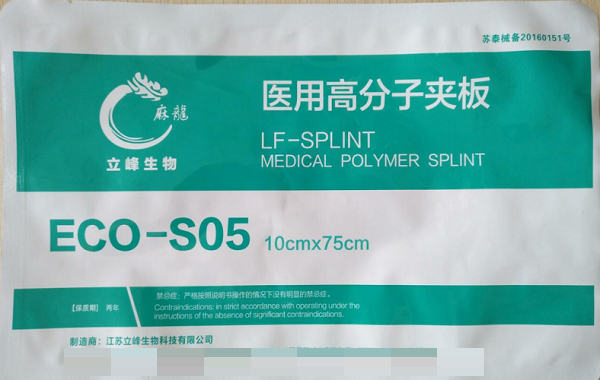 苏泰械备20160151号
麻龍
立峰生物
医用高分子夹板
LF-SPLINT
MEDICAL POLYMER SPLINT
ECO-S05 10cmx75cm
【保质期】 两年
禁忌症：严格按照说明书操作的情况下没有明显的禁忌症。
Contraindications: in strict accordance with operating under the
instructions of the absence of significant contraindications.
制造商：江苏立峰生物科技有限公司